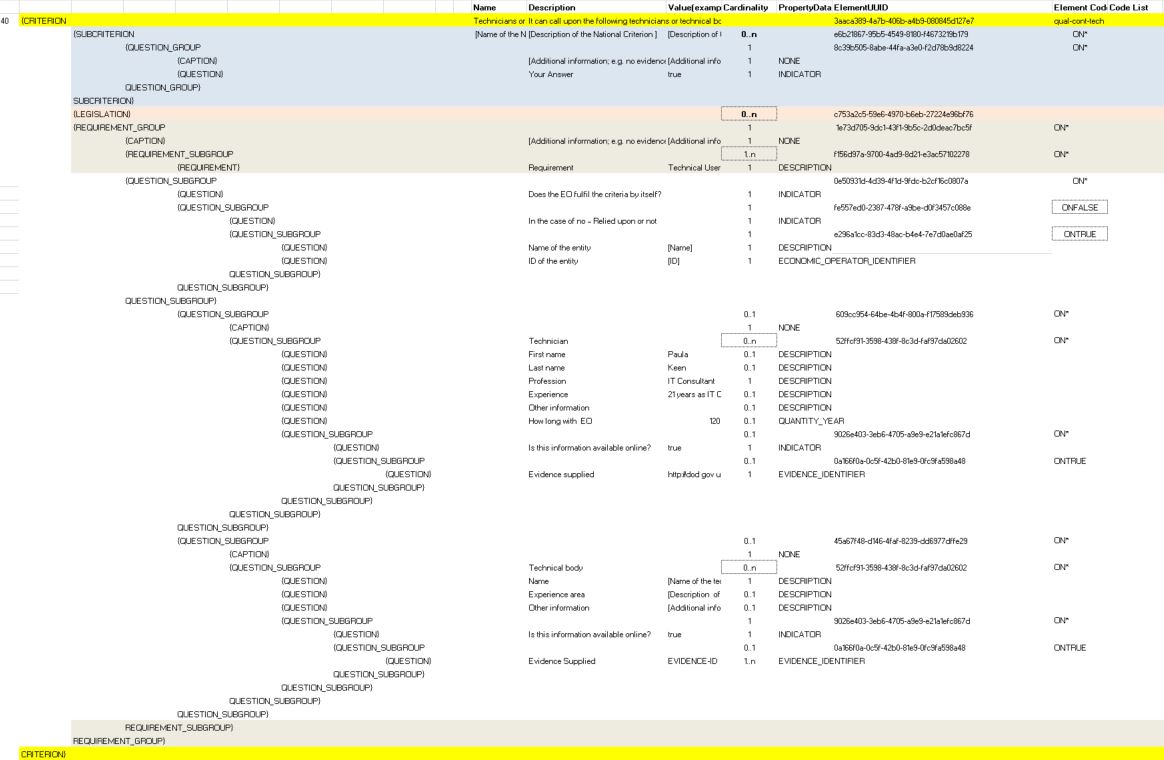 Name Description Value(examp Cardinality PropertyData ElementUUID Element Cod Code List
40 {CRITERION Technicians or It can call upon the following technicians or technical bo 3aaca389-4a7b-406b-a4b9-080845d127e7 qual-cont-tech
{SUBCRITERION [Name of the N [Description of the National Criterion ] [Description of t 0..n e6b21867-95b5-4549-8180-f4673219b179 ON*
{QUESTION_GROUP 1 8c39b505-8abe-44fa-a3e0-f2d78b9d8224 ON*
{CAPTION} [Additional information; e.g. no evidenc [Additional info 1 NONE
{QUESTION} Your Answer true 1 INDICATOR
QUESTION_GROUP}
SUBCRITERION}
{LEGISLATION} 0..n c753a2c5-59e6-4970-b6eb-27224e96bf76
{REQUIREMENT_GROUP 1 1e73d705-9dc1-43f1-9b5c-2d0deac7bc5f ON*
{CAPTION} [Additional information; e.g. no evidenc [Additional info 1 NONE
{REQUIREMENT_SUBGROUP 1..n f156d97a-9700-4ad9-8d21-e3ac57102278 ON*
{REQUIREMENT} Requirement Technical User 1 DESCRIPTION
{QUESTION_SUBGROUP 1 0e50931d-4d39-4f1d-9fdc-b2cf16c0807a ON*
{QUESTION} Does the EO fulfil the criteria by itself? 1 INDICATOR
{QUESTION_SUBGROUP 1 fe557ed0-2387-478f-a9be-d0f3457c088e ONFALSE
{QUESTION} In the case of no – Relied upon or not 1 INDICATOR
{QUESTION_SUBGROUP 1 e296a1cc-83d3-48ac-b4e4-7e7d0ae0af25 ONTRUE
{QUESTION} Name of the entity [Name] 1 DESCRIPTION
{QUESTION} ID of the entity [ID] 1 ECONOMIC_OPERATOR_IDENTIFIER
QUESTION_SUBGROUP}
QUESTION_SUBGROUP}
QUESTION_SUBGROUP}
{QUESTION_SUBGROUP 0..1 609cc954-64be-4b4f-800a-f17589deb936 ON*
{CAPTION} 1 NONE
{QUESTION_SUBGROUP Technician 0..n 52ffcf91-3598-438f-8c3d-faf97da02602 ON*
{QUESTION} First name Paula 0..1 DESCRIPTION
{QUESTION} Last name Keen 0..1 DESCRIPTION
{QUESTION} Profession IT Consultant 1 DESCRIPTION
{QUESTION} Experience 21 years as IT C 0..1 DESCRIPTION
{QUESTION} Other information 0..1 DESCRIPTION
{QUESTION} How long with EO 120 0..1 QUANTITY_YEAR
{QUESTION_SUBGROUP 0..1 9026e403-3eb6-4705-a9e9-e21a1efc867d ON*
{QUESTION} Is this information available online? true 1 INDICATOR
{QUESTION_SUBGROUP 0..1 0a166f0a-0c5f-42b0-81e9-0fc9fa598a48 ONTRUE
{QUESTION} Evidence supplied http://dod.gov.u 1 EVIDENCE_IDENTIFIER
QUESTION_SUBGROUP}
QUESTION_SUBGROUP}
QUESTION_SUBGROUP}
QUESTION_SUBGROUP}
{QUESTION_SUBGROUP 0..1 45a67f48-d146-4faf-8239-dd6977dffe29 ON*
{CAPTION} 1 NONE
{QUESTION_SUBGROUP Technical body 0..n 52ffcf91-3598-438f-8c3d-faf97da02602 ON*
{QUESTION} Name [Name of the tec 1 DESCRIPTION
{QUESTION} Experience area [Description of 0..1 DESCRIPTION
{QUESTION} Other information [Additional info 0..1 DESCRIPTION
{QUESTION_SUBGROUP 1 9026e403-3eb6-4705-a9e9-e21a1efc867d ON*
{QUESTION} Is this information available online? true 1 INDICATOR
{QUESTION_SUBGROUP 0..1 0a166f0a-0c5f-42b0-81e9-0fc9fa598a48 ONTRUE
{QUESTION} Evidence Supplied EVIDENCE-ID 1..n EVIDENCE_IDENTIFIER
QUESTION_SUBGROUP}
QUESTION_SUBGROUP}
QUESTION_SUBGROUP}
QUESTION_SUBGROUP}
REQUIREMENT_SUBGROUP}
REQUIREMENT_GROUP}
CRITERION}